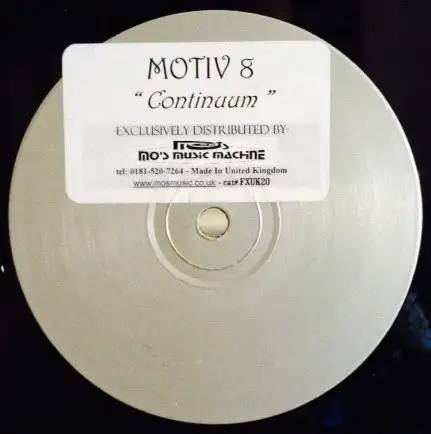 MOTIV 8
“ Continuum ”
-EXCLUSIVELY DISTRIBUTED BY-
MO'S MUSIC MACHINE
tel: 0181-520-7264 - Made In United Kingdom
www.mosmusic.co.uk - cat# FXUK20